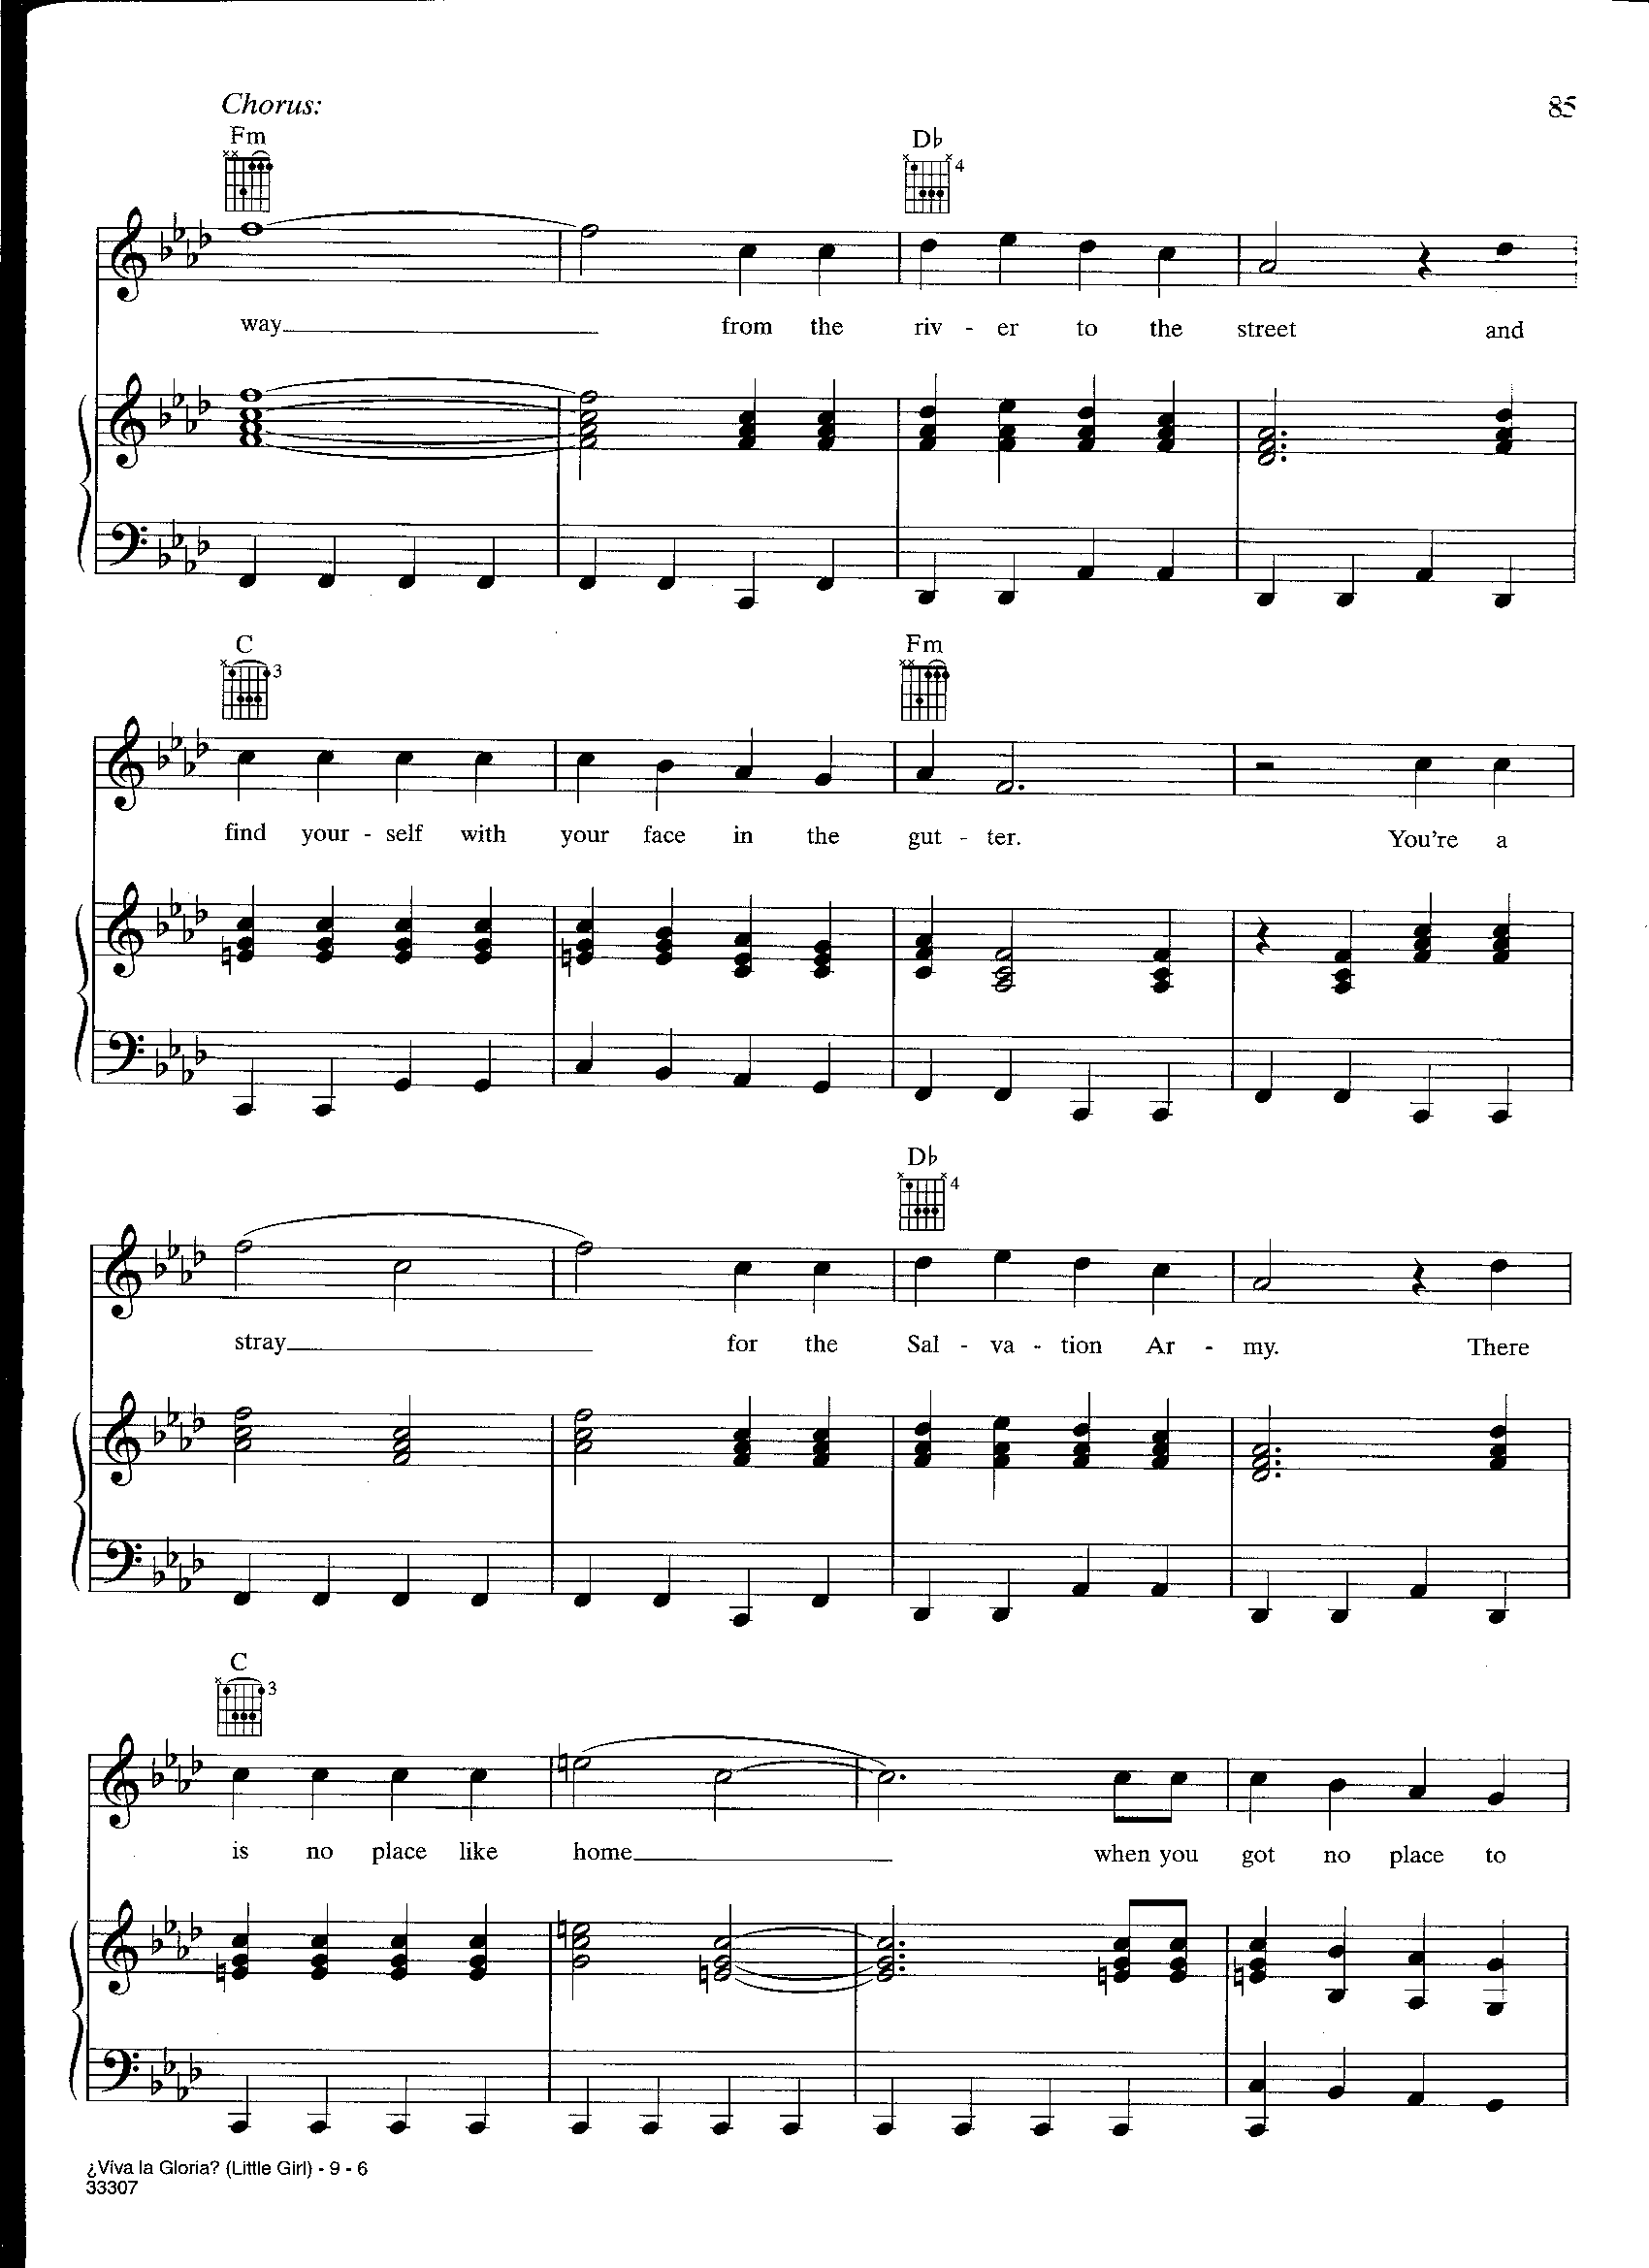 Chorus:
85
Fm D♭
4
way from the riv - er to the street and
C Fm
3
find your - self with your face in the gut - ter. You're a
D♭
4
stray for the Sal - va - tion Ar - my. There
C
3
is no place like home when you got no place to
¿Viva la Gloria? (Little Girl) - 9 - 6
33307